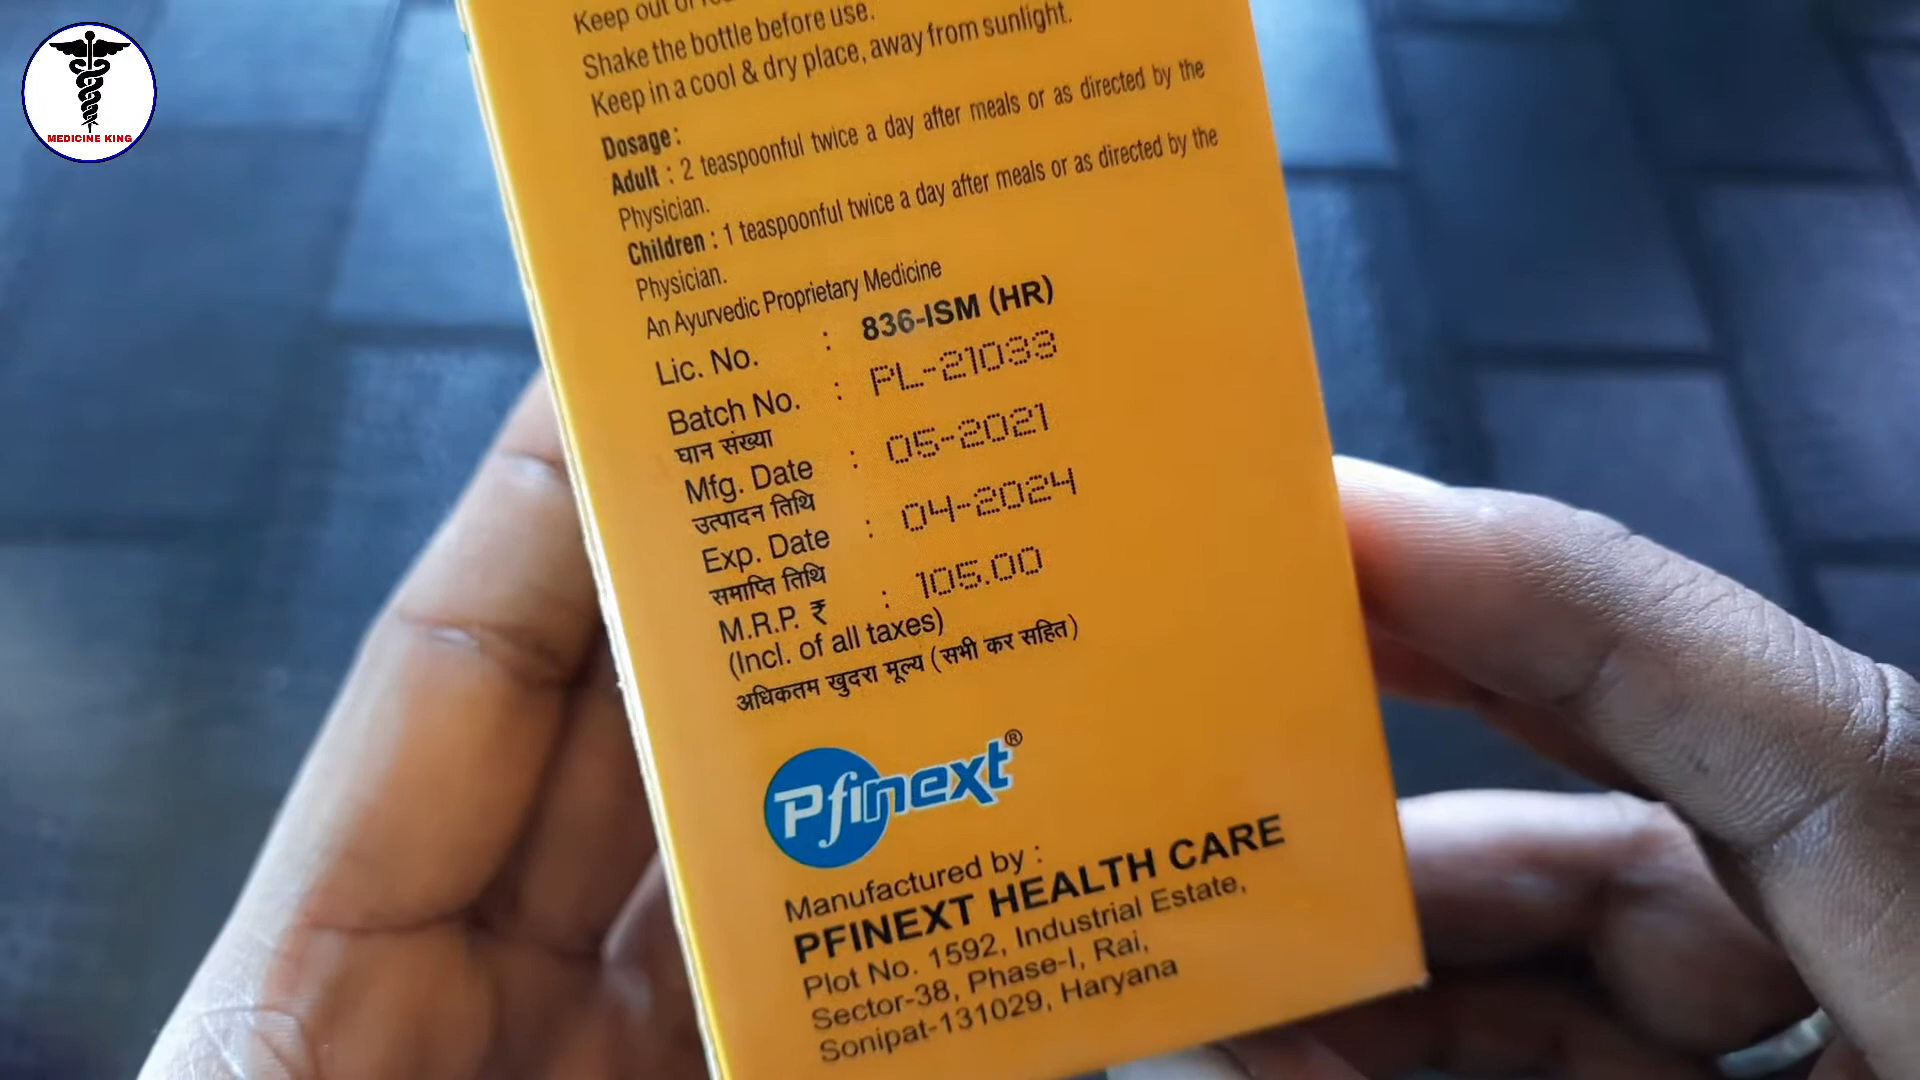 MEDICINE KING
Keep out of
Shake the bottle before use.
Keep in a cool & dry place, away from sunlight.
Dosage :
Adult : 2 teaspoonful twice a day after meals or as directed by the
Physician.
Children : 1 teaspoonful twice a day after meals or as directed by the
Physician.
An Ayurvedic Proprietary Medicine
Lic. No. : 836-ISM (HR)
Batch No. : PL-21033
घान संख्या
Mfg. Date : 05-2021
उत्पादन तिथि
Exp. Date : 04-2024
समाप्ति तिथि
M.R.P. ₹ : 105.00
(Incl. of all taxes)
अधिकतम खुदरा मूल्य (सभी कर सहित)
Pfinext®
Manufactured by :
PFINEXT HEALTH CARE
Plot No. 1592, Industrial Estate,
Sector-38, Phase-I, Rai,
Sonipat-131029, Haryana